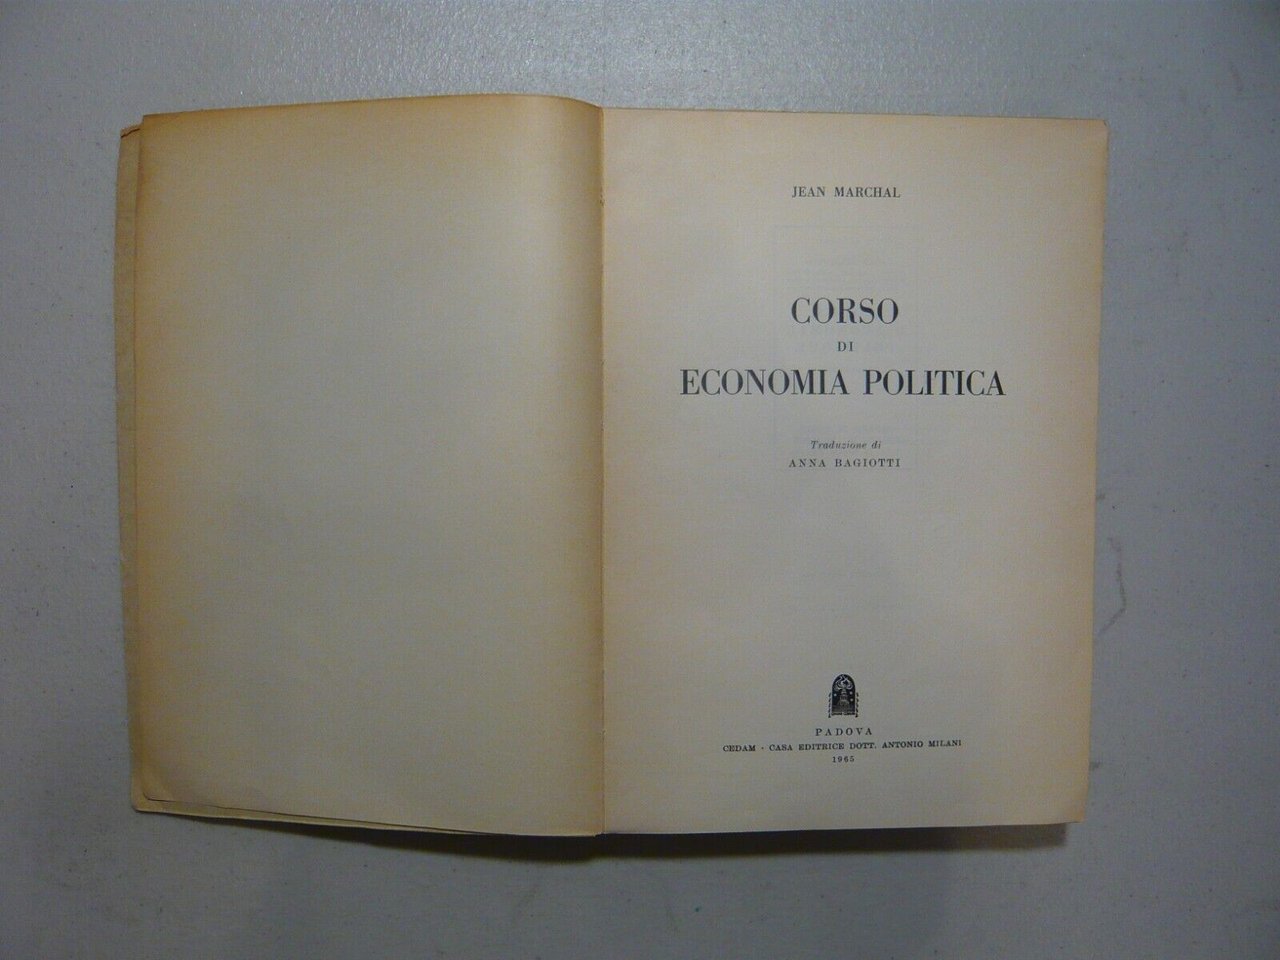 JEAN MARCHAL
CORSO
DI
ECONOMIA POLITICA
Traduzione di
ANNA BAGIOTTI
PADOVA
CEDAM · CASA EDITRICE DOTT. ANTONIO MILANI
1965